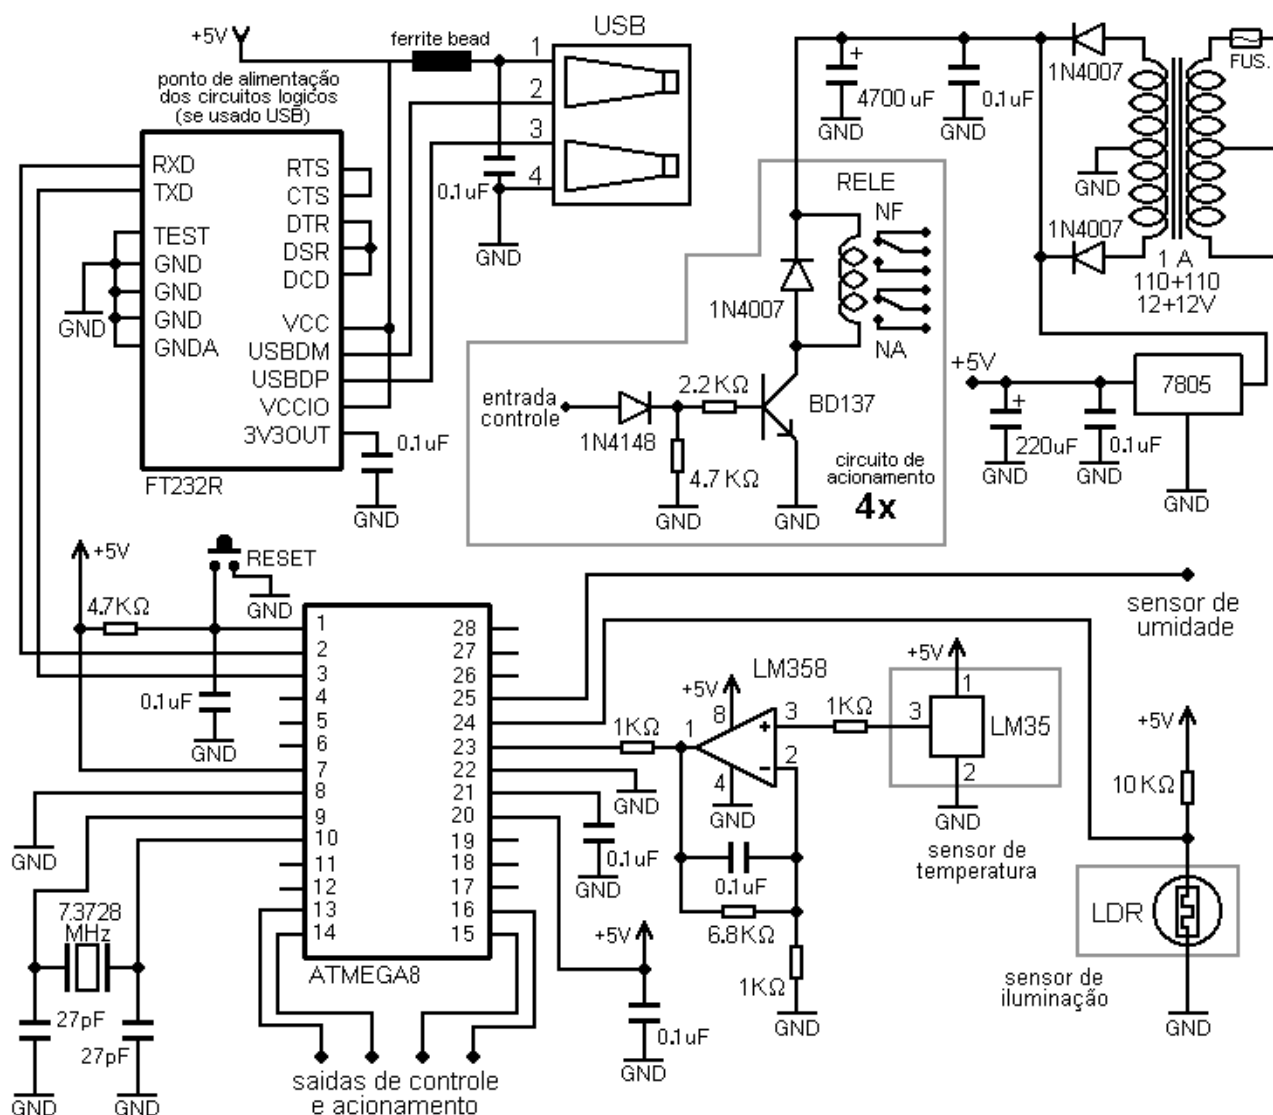 USB
+5V
ferrite bead
ponto de alimentação
dos circuitos logicos
(se usado USB)
1
2
3
4
0.1uF
GND
RXD
TXD
TEST
GND
GND
GND
GNDA
RTS
CTS
DTR
DSR
DCD
VCC
USBDM
USBDP
VCCIO
3V3OUT
GND
0.1uF
GND
FT232R
+
4700 uF
GND
0.1uF
GND
1N4007
FUS.
GND
1N4007
1 A
110+110
12+12V
RELE
NF
NA
1N4007
entrada
controle
1N4148
2.2KΩ
4.7 KΩ
BD137
GND
GND
circuito de
acionamento
4x
+5V
7805
+
220uF
0.1uF
GND
GND
GND
+5V
RESET
GND
4.7KΩ
0.1uF
GND
1
2
3
4
5
6
7
8
9
10
11
12
13
14
28
27
26
25
24
23
22
21
20
19
18
17
16
15
ATMEGA8
GND
7.3728
MHz
27pF
27pF
GND
GND
saidas de controle
e acionamento
sensor de
umidade
LM358
+5V
8
1
3
2
4
+
-
GND
1KΩ
1KΩ
GND
0.1uF
GND
0.1uF
6.8KΩ
1KΩ
GND
+5V
0.1uF
GND
+5V
1
3
2
LM35
GND
sensor de
temperatura
+5V
10KΩ
LDR
sensor de
iluminação
GND